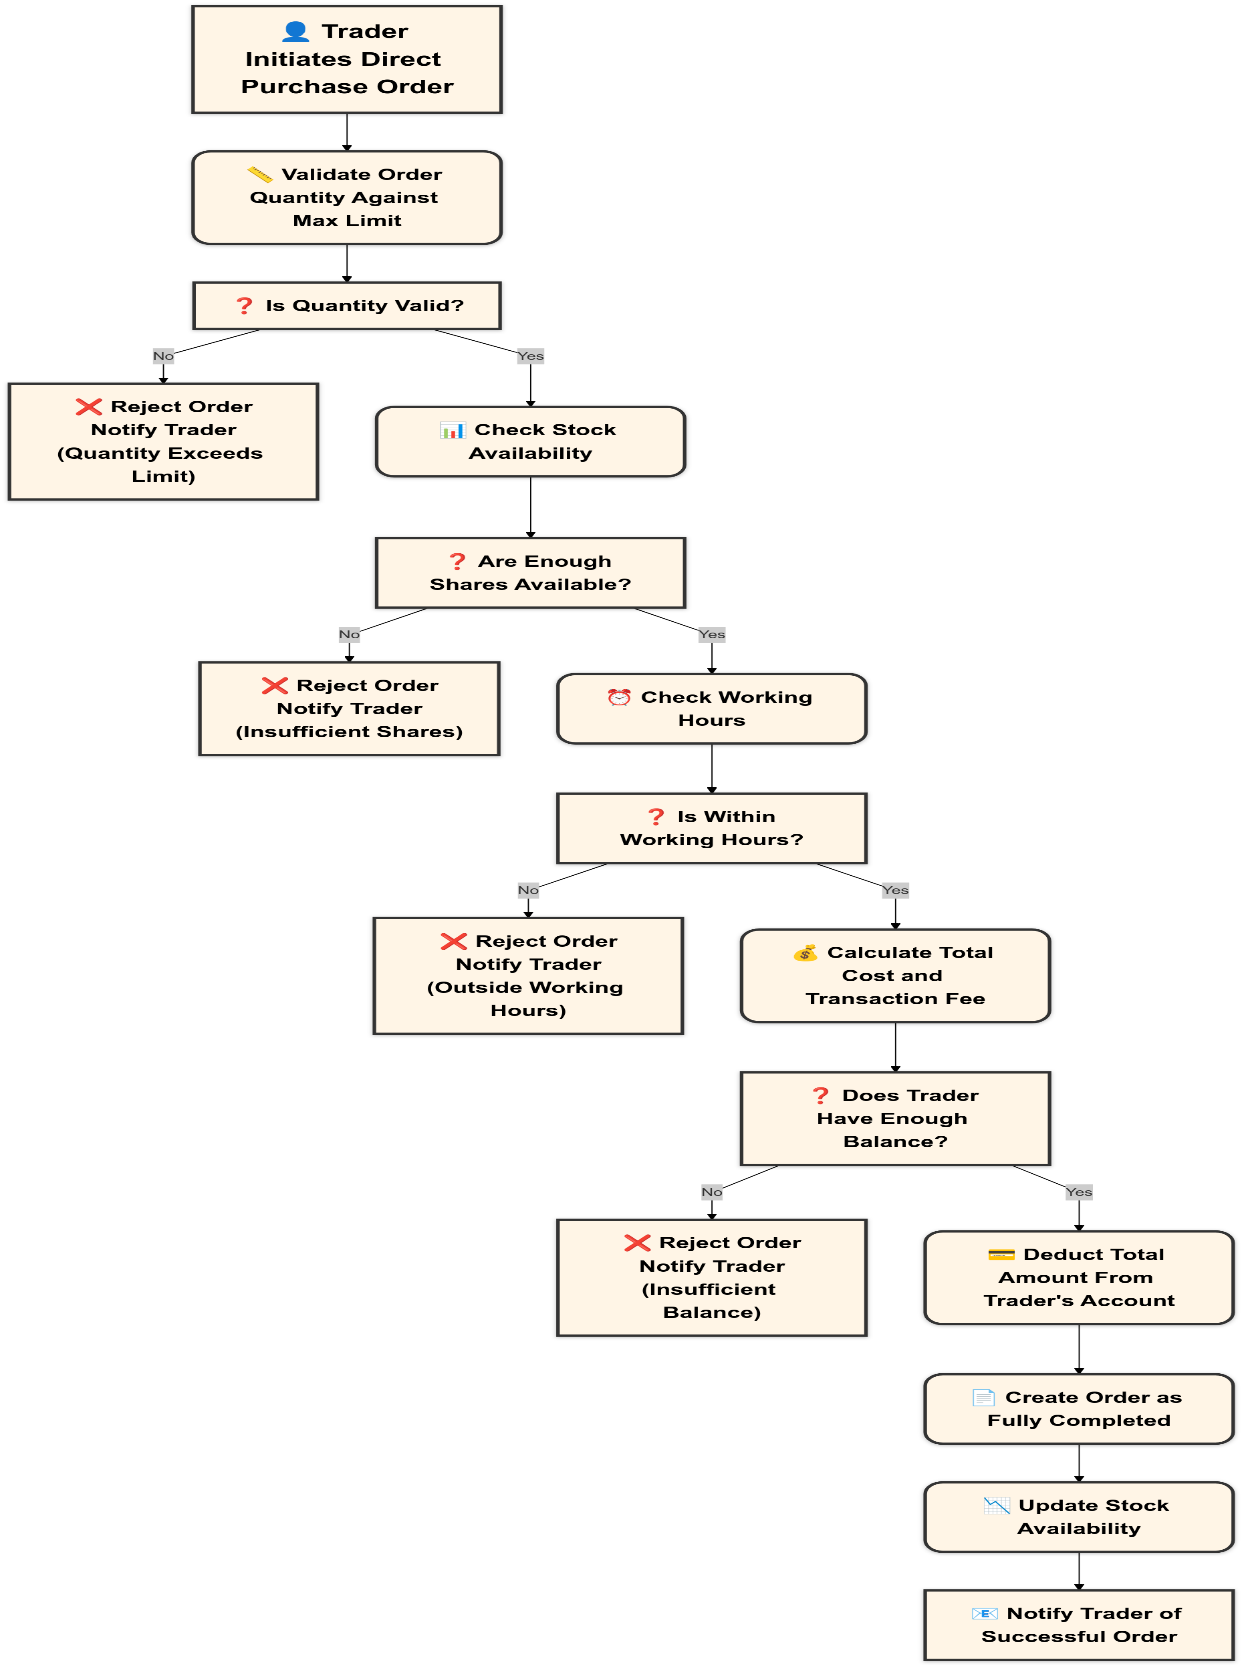 👤 Trader
Initiates Direct
Purchase Order
📏 Validate Order
Quantity Against
Max Limit
❓ Is Quantity Valid?
No
Yes
❌ Reject Order
Notify Trader
(Quantity Exceeds
Limit)
📊 Check Stock
Availability
❓ Are Enough
Shares Available?
No
Yes
❌ Reject Order
Notify Trader
(Insufficient Shares)
⏰ Check Working
Hours
❓ Is Within
Working Hours?
No
Yes
❌ Reject Order
Notify Trader
(Outside Working
Hours)
💰 Calculate Total
Cost and
Transaction Fee
❓ Does Trader
Have Enough
Balance?
No
Yes
❌ Reject Order
Notify Trader
(Insufficient
Balance)
💳 Deduct Total
Amount From
Trader's Account
📄 Create Order as
Fully Completed
📉 Update Stock
Availability
📧 Notify Trader of
Successful Order